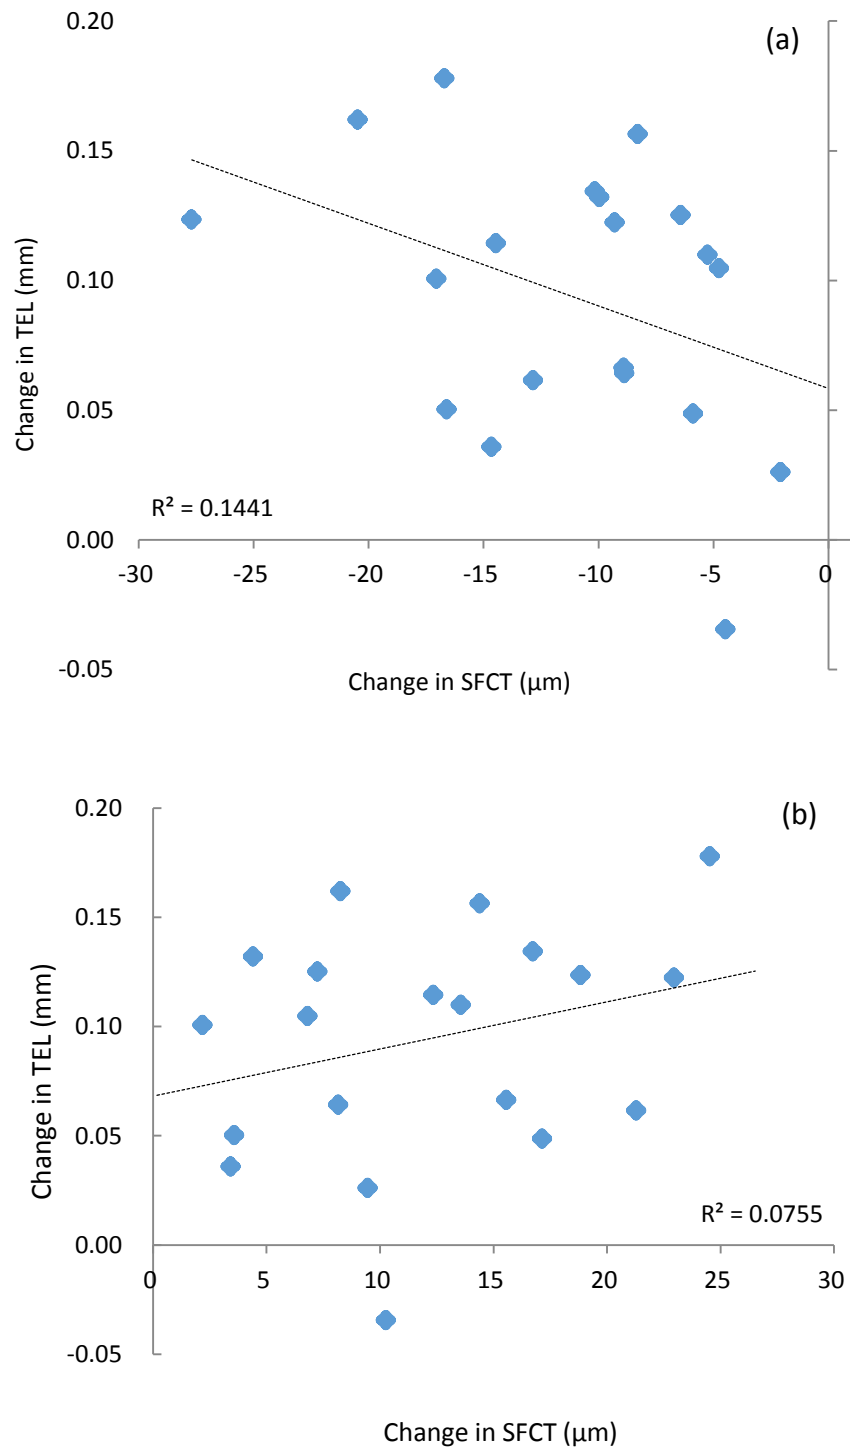 (a)
0.20
0.15
0.10
0.05
0.00
-0.05
Change in TEL (mm)
R² = 0.1441
-30 -25 -20 -15 -10 -5 0
Change in SFCT (µm)
(b)
0.20
0.15
0.10
0.05
0.00
-0.05
Change in TEL (mm)
R² = 0.0755
0 5 10 15 20 25 30
Change in SFCT (µm)